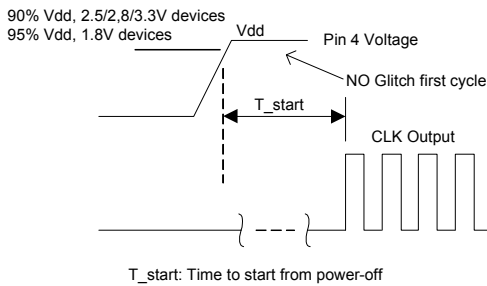 90% Vdd, 2.5/2,8/3.3V devices
95% Vdd, 1.8V devices
Vdd
Pin 4 Voltage
NO Glitch first cycle
T_start
CLK Output
T_start: Time to start from power-off